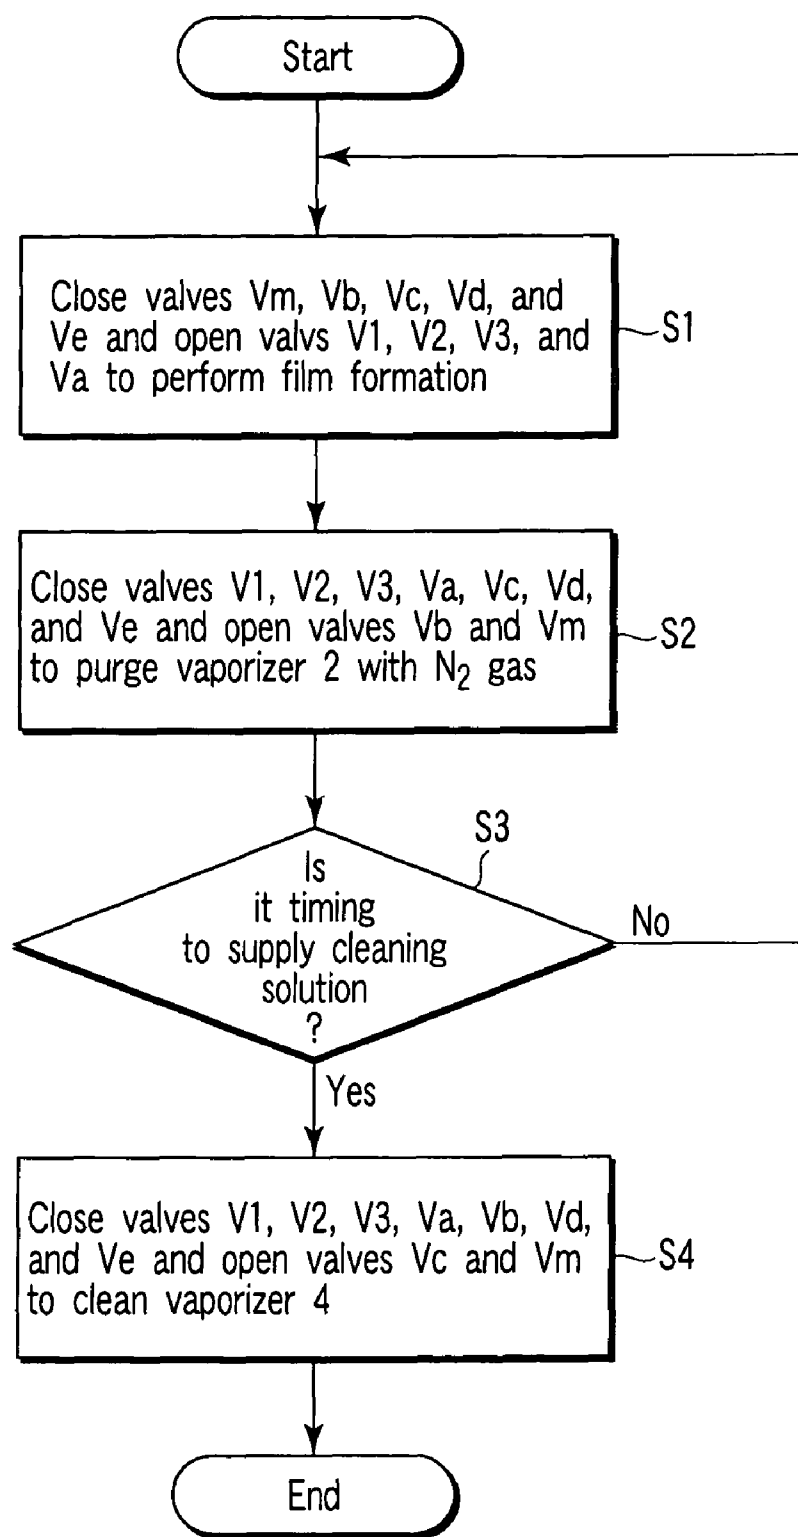 Start
Close valves Vm, Vb, Vc, Vd, and
Ve and open valvs V1, V2, V3, and
Va to perform film formation
S1
Close valves V1, V2, V3, Va, Vc, Vd,
and Ve and open valves Vb and Vm
to purge vaporizer 2 with N₂ gas
S2
S3
Is
it timing
to supply cleaning
solution
?
No
Yes
Close valves V1, V2, V3, Va, Vb, Vd,
and Ve and open valves Vc and Vm
to clean vaporizer 4
S4
End